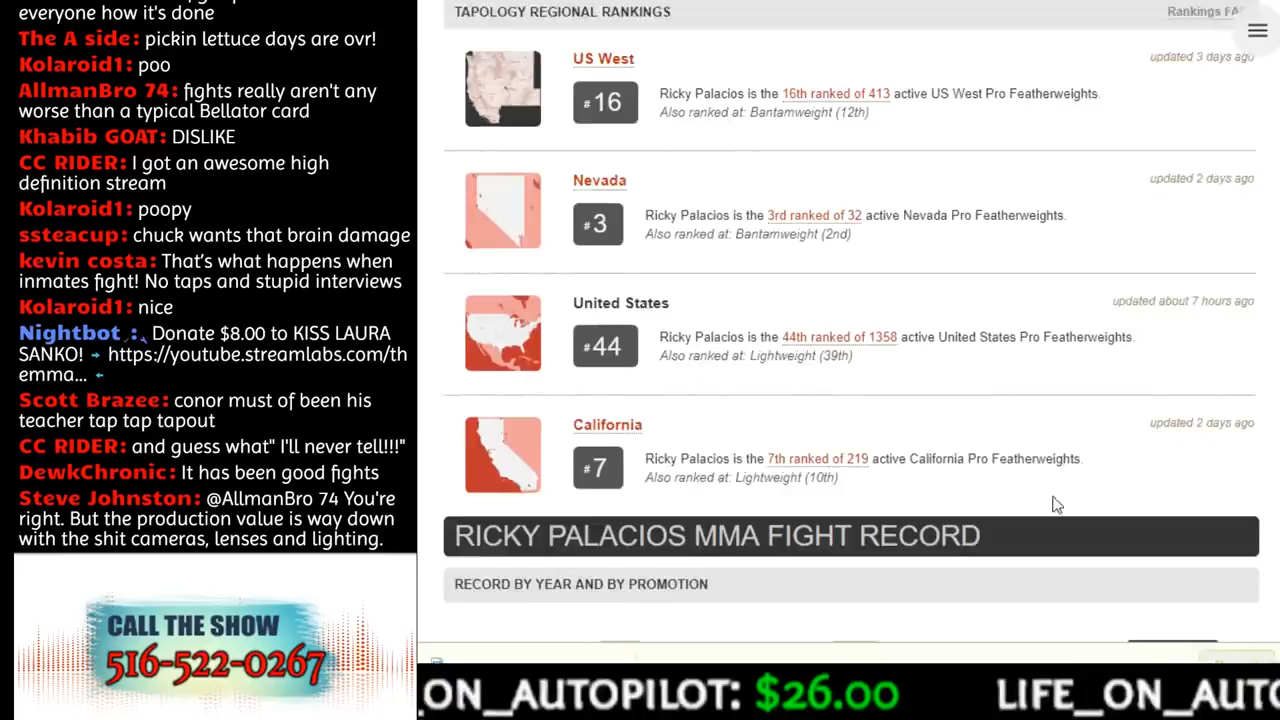 everyone how it's done
The A side: pickin lettuce days are ovr!
Kolaroid1: poo
AllmanBro 74: fights really aren't any
worse than a typical Bellator card
Khabib GOAT: DISLIKE
CC RIDER: I got an awesome high
definition stream
Kolaroid1: poopy
ssteacup: chuck wants that brain damage
kevin costa: That's what happens when
inmates fight! No taps and stupid interviews
Kolaroid1: nice
Nightbot: Donate $8.00 to KISS LAURA
SANKO! → https://youtube.streamlabs.com/th
emma... ←
Scott Brazee: conor must of been his
teacher tap tap tapout
CC RIDER: and guess what" I'll never tell!!!"
DewkChronic: It has been good fights
Steve Johnston: @AllmanBro 74 You're
right. But the production value is way down
with the shit cameras, lenses and lighting.
CALL THE SHOW
516-522-0267
TAPOLOGY REGIONAL RANKINGS
Rankings
US West
updated 3 days ago
#16
Ricky Palacios is the 16th ranked of 413 active US West Pro Featherweights.
Also ranked at: Bantamweight (12th)
Nevada
updated 2 days ago
#3
Ricky Palacios is the 3rd ranked of 32 active Nevada Pro Featherweights.
Also ranked at: Bantamweight (2nd)
United States
updated about 7 hours ago
#44
Ricky Palacios is the 44th ranked of 1358 active United States Pro Featherweights.
Also ranked at: Lightweight (39th)
California
updated 2 days ago
#7
Ricky Palacios is the 7th ranked of 219 active California Pro Featherweights.
Also ranked at: Lightweight (10th)
RICKY PALACIOS MMA FIGHT RECORD
RECORD BY YEAR AND BY PROMOTION
_ON_AUTOPILOT: $26.00 LIFE_ON_AUTO